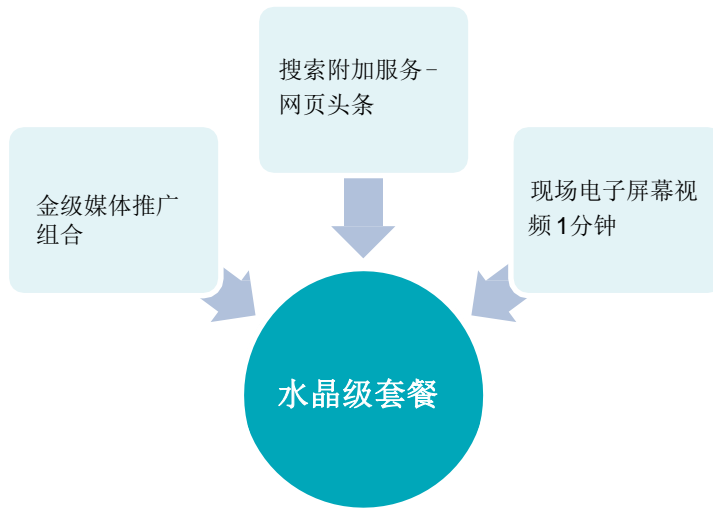 搜索附加服务–
网页头条
金级媒体推广
组合
现场电子屏幕视
频1分钟
水晶级套餐